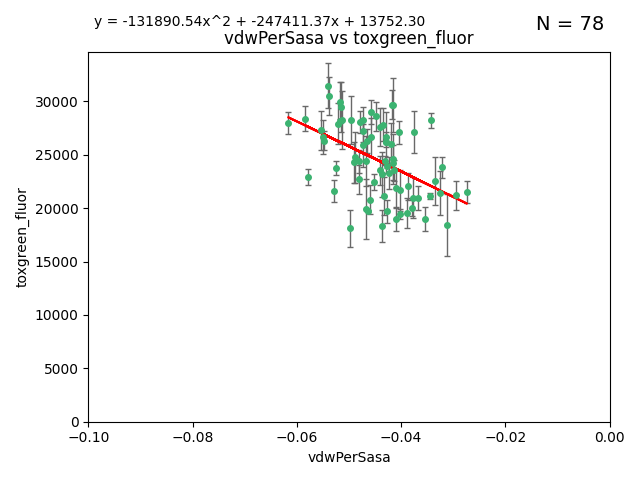 y = -131890.54x^2 + -247411.37x + 13752.30
N = 78
vdwPerSasa vs toxgreen_fluor
toxgreen_fluor
30000
25000
20000
15000
10000
5000
0
−0.10
−0.08
−0.06
−0.04
−0.02
0.00
vdwPerSasa